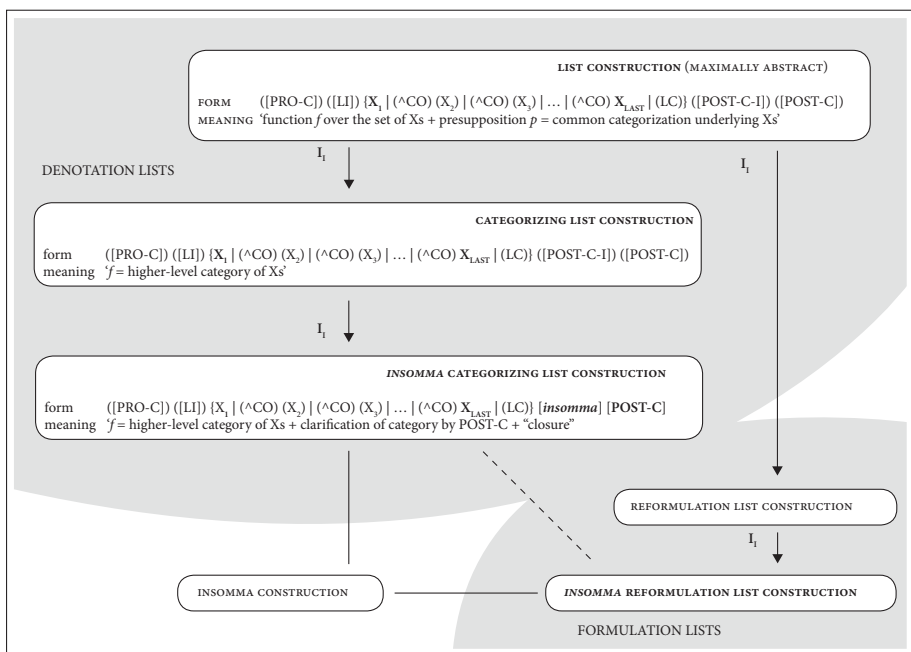 LIST CONSTRUCTION (MAXIMALLY ABSTRACT)
FORM ([PRO-C]) ([LI]) {X1 | (^CO) (X2) | (^CO) (X3) | … | (^CO) XLAST | (LC)} ([POST-C-I]) ([POST-C])
MEANING ‘function f over the set of Xs + presupposition p = common categorization underlying Xs’
II
II
DENOTATION LISTS
CATEGORIZING LIST CONSTRUCTION
form ([PRO-C]) ([LI]) {X1 | (^CO) (X2) | (^CO) (X3) | … | (^CO) XLAST | (LC)} ([POST-C-I]) ([POST-C])
meaning ‘f = higher-level category of Xs’
II
INSOMMA CATEGORIZING LIST CONSTRUCTION
form ([PRO-C]) ([LI]) {X1 | (^CO) (X2) | (^CO) (X3) | … | (^CO) XLAST | (LC)} [insomma] [POST-C]
meaning ‘f = higher-level category of Xs + clarification of category by POST-C + “closure”
REFORMULATION LIST CONSTRUCTION
II
INSOMMA CONSTRUCTION
INSOMMA REFORMULATION LIST CONSTRUCTION
FORMULATION LISTS